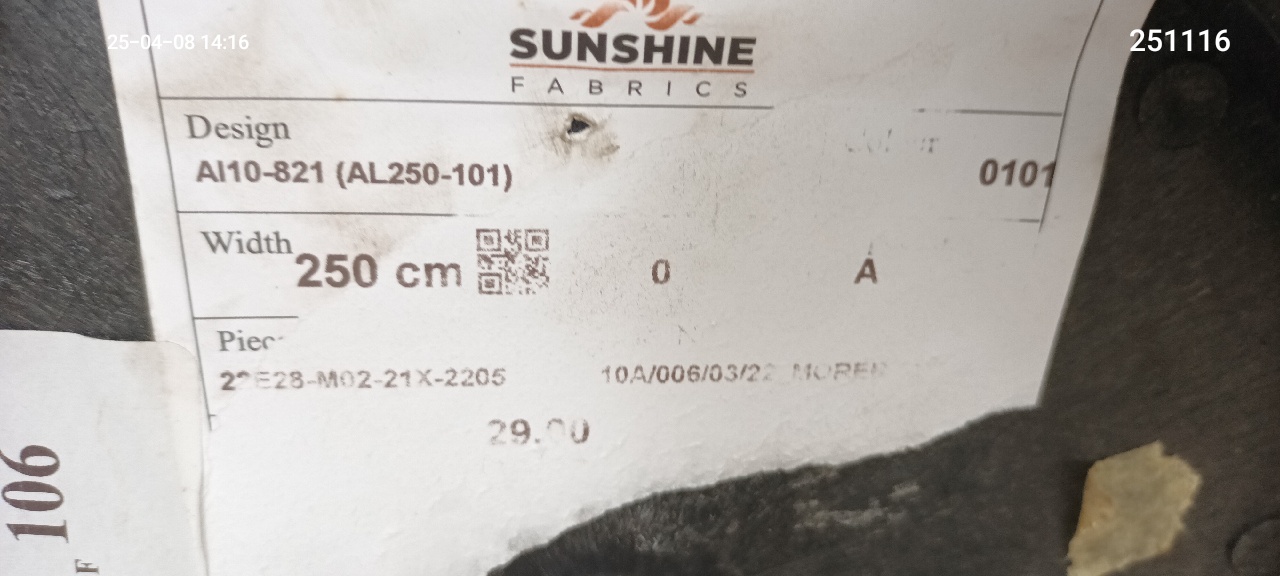 25-04-08 14:16
251116
SUNSHINE
FABRICS
Design
AI10-821 (AL250-101)
0101
Width
250 cm
0
A
10A/006/03/22
106
F